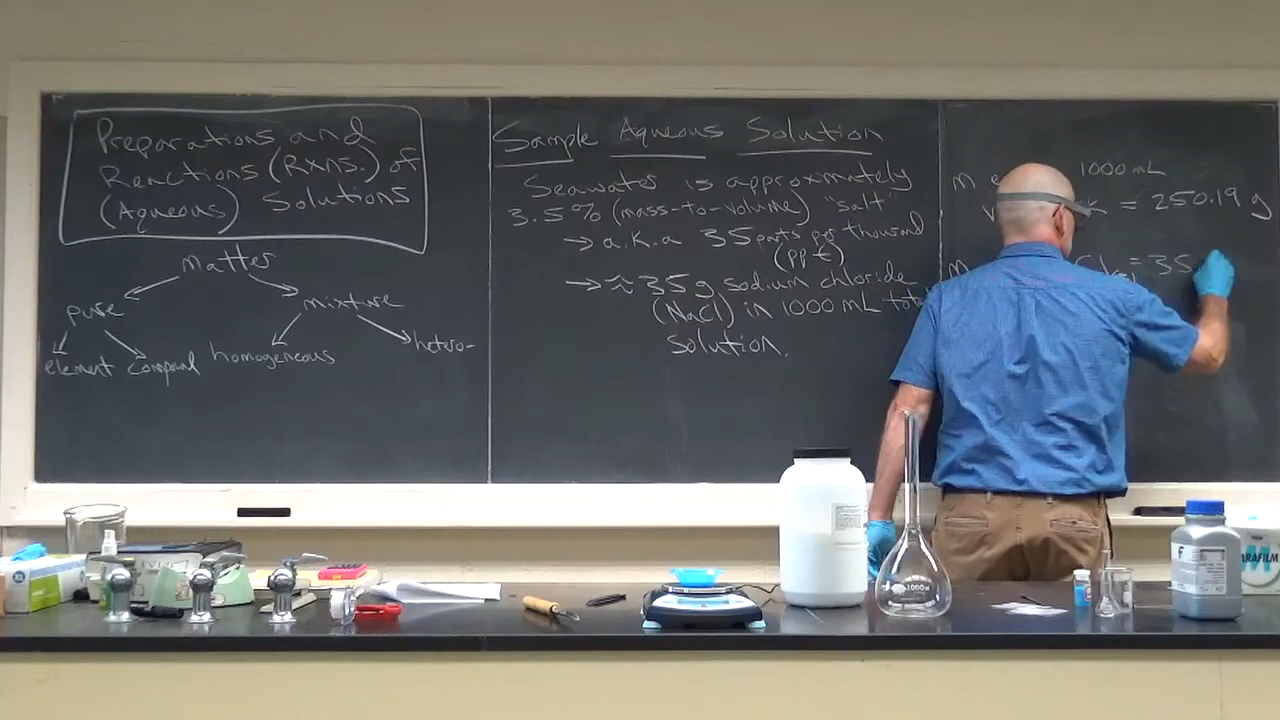 Preparations and
Reactions (Rxns.) of
(Aqueous) Solutions
Matter
pure
mixture
element compound homogeneous
hetero-
Sample Aqueous Solution
Seawater is approximately
3.5% (mass-to-volume) "salt"
→ a.k.a 35 parts per thousand
(ppt)
→ ≈ 35 g sodium chloride
(NaCl) in 1000 mL total
solution.
1000 mL
= 250.19 g
= 35
1000
ARAFILM